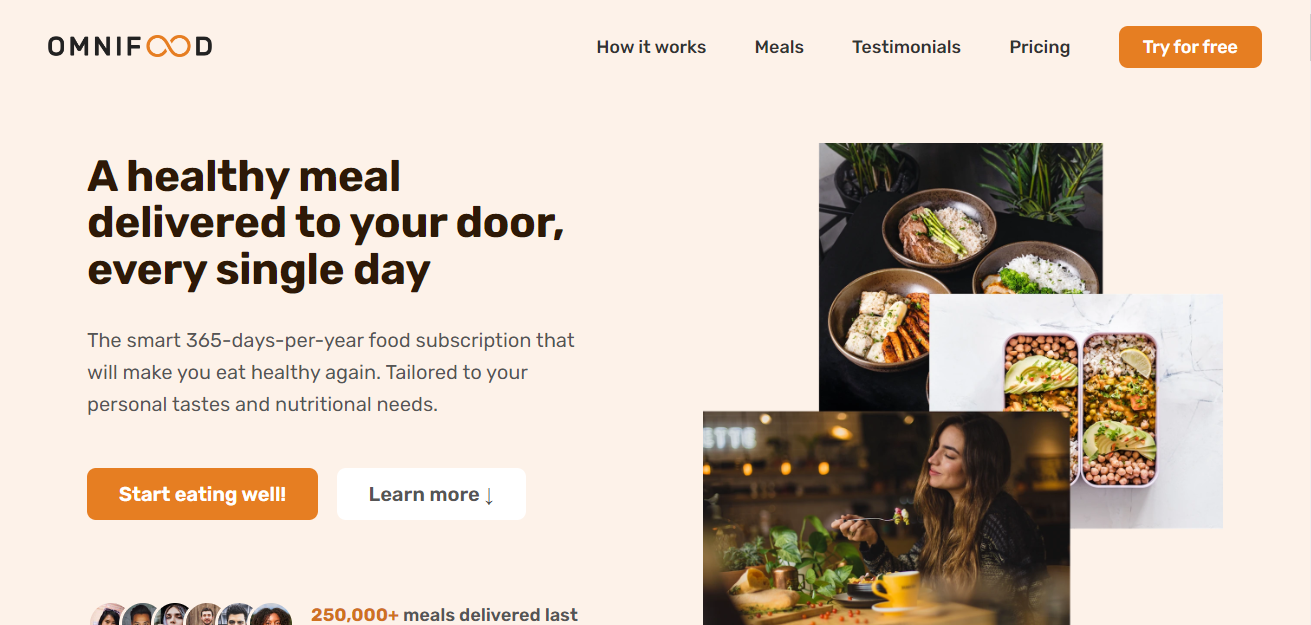 OMNIFOOD
How it works Meals Testimonials Pricing Try for free
A healthy meal
delivered to your door,
every single day
The smart 365-days-per-year food subscription that
will make you eat healthy again. Tailored to your
personal tastes and nutritional needs.
Start eating well! Learn more ↓
250,000+ meals delivered last